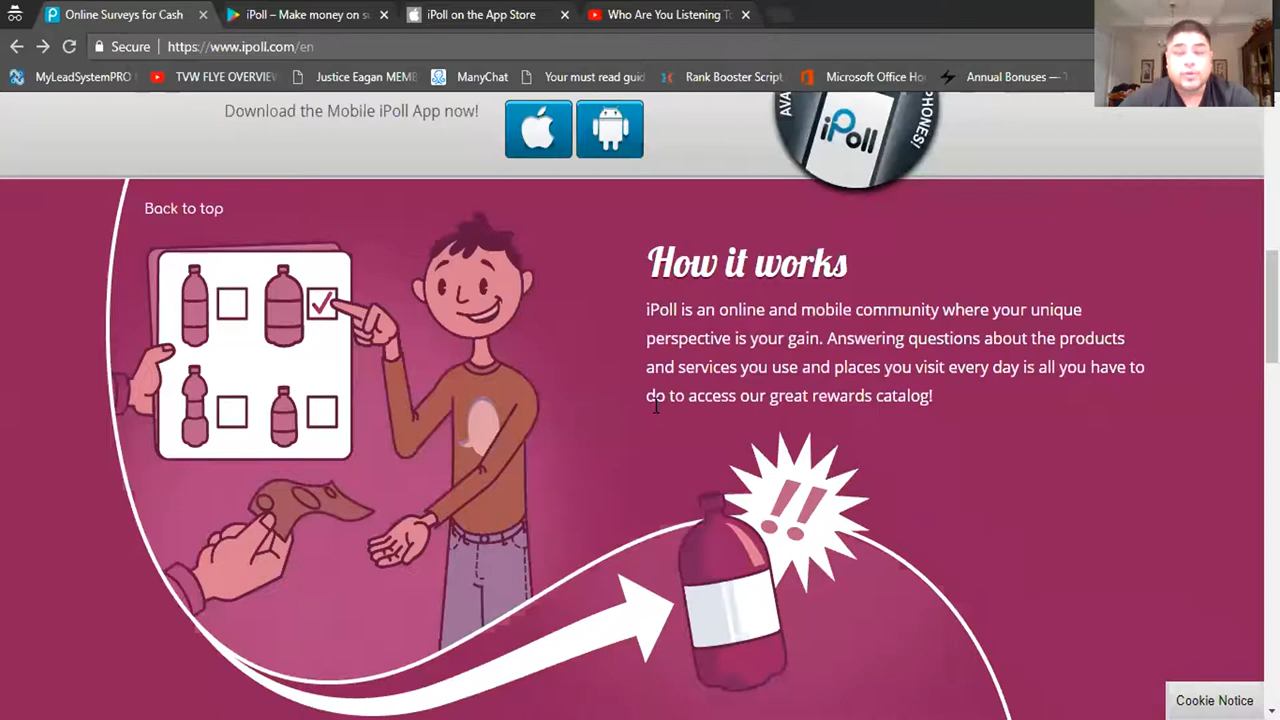 Online Surveys for Cash
iPoll – Make money on su
iPoll on the App Store
Who Are You Listening To
Secure
https://www.ipoll.com/en
MyLeadSystemPRO
TVW FLYE OVERVIEW
Justice Eagan MEMB
ManyChat
Your must read guid
Rank Booster Script
Microsoft Office Ho
Annual Bonuses —
Download the Mobile iPoll App now!
AVA
iPoll
PHONES!
Back to top
How it works
iPoll is an online and mobile community where your unique
perspective is your gain. Answering questions about the products
and services you use and places you visit every day is all you have to
do to access our great rewards catalog!
!!
Cookie Notice